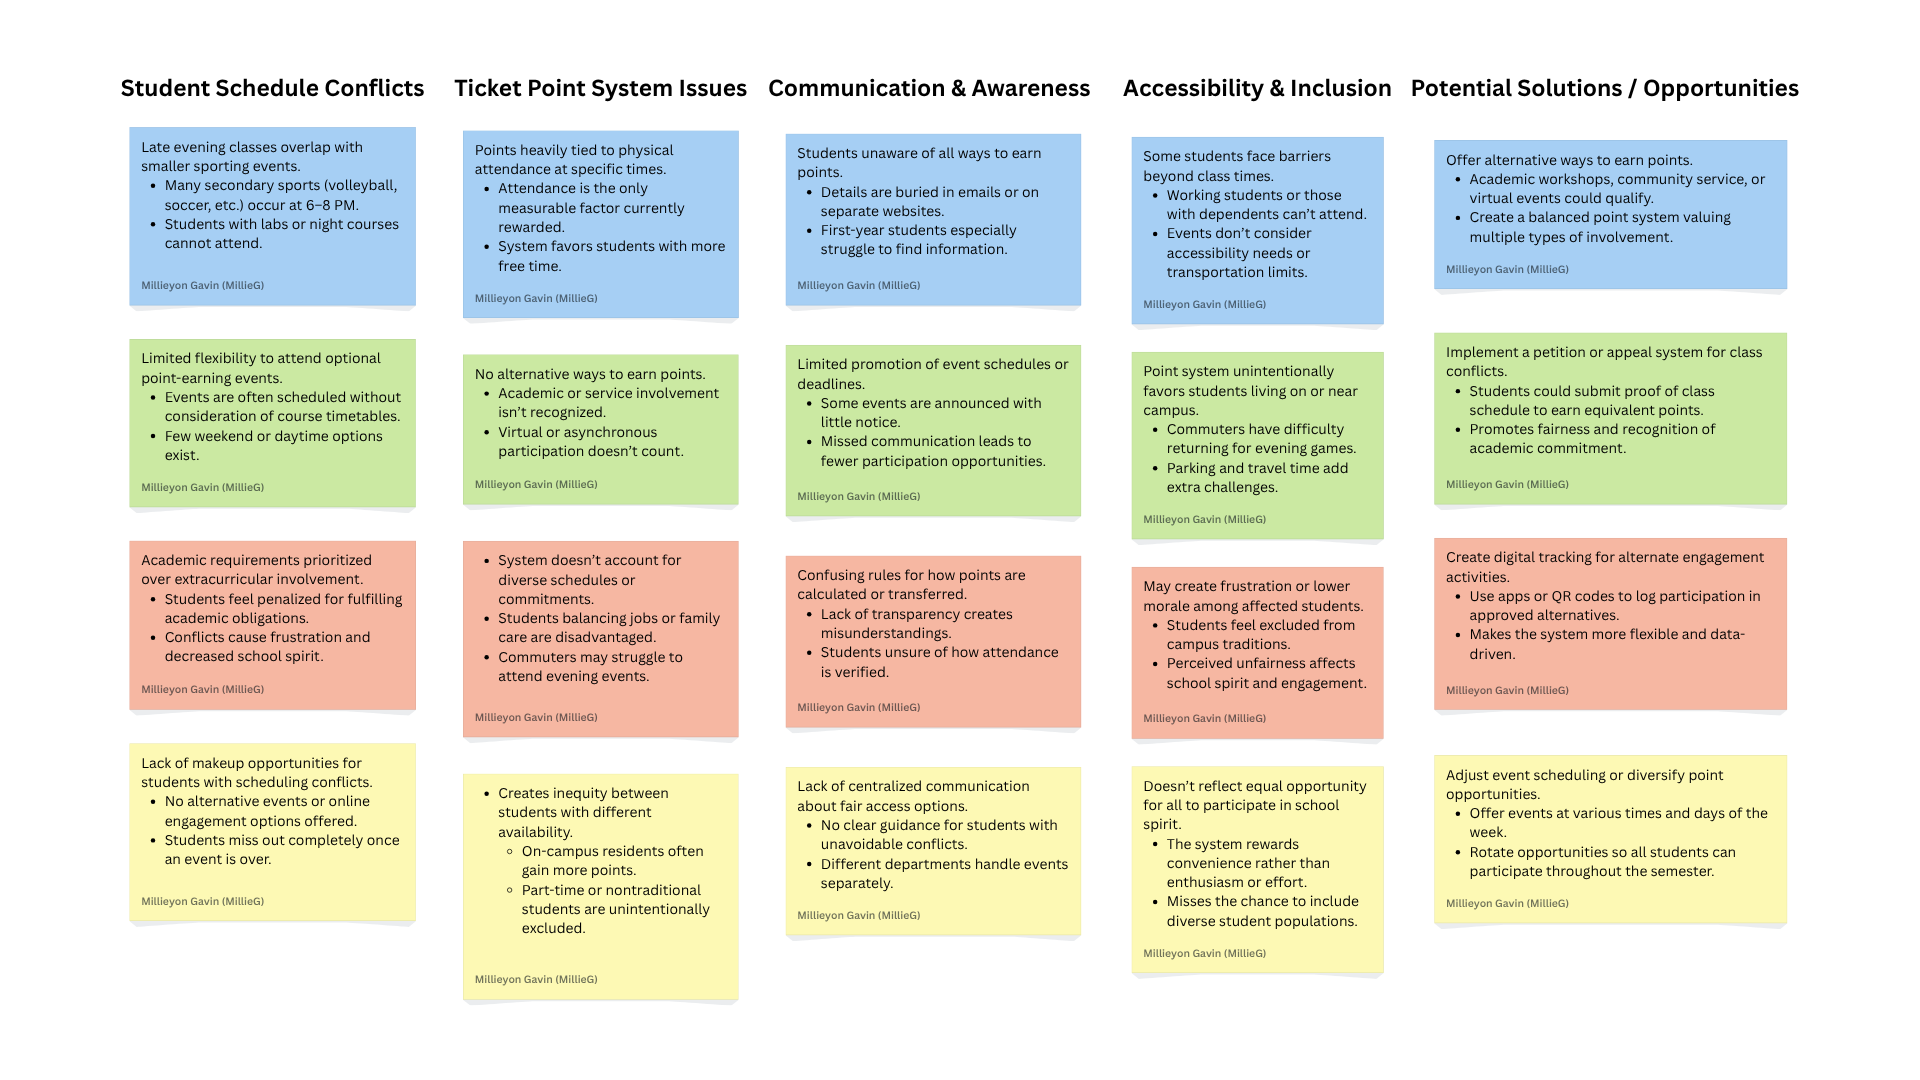 Student Schedule Conflicts
Late evening classes overlap with
smaller sporting events.
• Many secondary sports (volleyball,
soccer, etc.) occur at 6–8 PM.
• Students with labs or night courses
cannot attend.
Millieyon Gavin (MillieG)
Limited flexibility to attend optional
point-earning events.
• Events are often scheduled without
consideration of course timetables.
• Few weekend or daytime options
exist.
Millieyon Gavin (MillieG)
Academic requirements prioritized
over extracurricular involvement.
• Students feel penalized for fulfilling
academic obligations.
• Conflicts cause frustration and
decreased school spirit.
Millieyon Gavin (MillieG)
Lack of makeup opportunities for
students with scheduling conflicts.
• No alternative events or online
engagement options offered.
• Students miss out completely once
an event is over.
Millieyon Gavin (MillieG)
Ticket Point System Issues
Points heavily tied to physical
attendance at specific times.
• Attendance is the only
measurable factor currently
rewarded.
• System favors students with more
free time.
Millieyon Gavin (MillieG)
No alternative ways to earn points.
• Academic or service involvement
isn’t recognized.
• Virtual or asynchronous
participation doesn’t count.
Millieyon Gavin (MillieG)
• System doesn’t account for
diverse schedules or
commitments.
• Students balancing jobs or family
care are disadvantaged.
• Commuters may struggle to
attend evening events.
Millieyon Gavin (MillieG)
• Creates inequity between
students with different
availability.
◦ On-campus residents often
gain more points.
◦ Part-time or nontraditional
students are unintentionally
excluded.
Millieyon Gavin (MillieG)
Communication & Awareness
Students unaware of all ways to earn
points.
• Details are buried in emails or on
separate websites.
• First-year students especially
struggle to find information.
Millieyon Gavin (MillieG)
Limited promotion of event schedules or
deadlines.
• Some events are announced with
little notice.
• Missed communication leads to
fewer participation opportunities.
Millieyon Gavin (MillieG)
Confusing rules for how points are
calculated or transferred.
• Lack of transparency creates
misunderstandings.
• Students unsure of how attendance
is verified.
Millieyon Gavin (MillieG)
Lack of centralized communication
about fair access options.
• No clear guidance for students with
unavoidable conflicts.
• Different departments handle events
separately.
Millieyon Gavin (MillieG)
Accessibility & Inclusion
Some students face barriers
beyond class times.
• Working students or those
with dependents can’t attend.
• Events don’t consider
accessibility needs or
transportation limits.
Millieyon Gavin (MillieG)
Point system unintentionally
favors students living on or near
campus.
• Commuters have difficulty
returning for evening games.
• Parking and travel time add
extra challenges.
Millieyon Gavin (MillieG)
May create frustration or lower
morale among affected students.
• Students feel excluded from
campus traditions.
• Perceived unfairness affects
school spirit and engagement.
Millieyon Gavin (MillieG)
Doesn’t reflect equal opportunity
for all to participate in school
spirit.
• The system rewards
convenience rather than
enthusiasm or effort.
• Misses the chance to include
diverse student populations.
Millieyon Gavin (MillieG)
Potential Solutions / Opportunities
Offer alternative ways to earn points.
• Academic workshops, community service, or
virtual events could qualify.
• Create a balanced point system valuing
multiple types of involvement.
Millieyon Gavin (MillieG)
Implement a petition or appeal system for class
conflicts.
• Students could submit proof of class
schedule to earn equivalent points.
• Promotes fairness and recognition of
academic commitment.
Millieyon Gavin (MillieG)
Create digital tracking for alternate engagement
activities.
• Use apps or QR codes to log participation in
approved alternatives.
• Makes the system more flexible and data-
driven.
Millieyon Gavin (MillieG)
Adjust event scheduling or diversify point
opportunities.
• Offer events at various times and days of the
week.
• Rotate opportunities so all students can
participate throughout the semester.
Millieyon Gavin (MillieG)